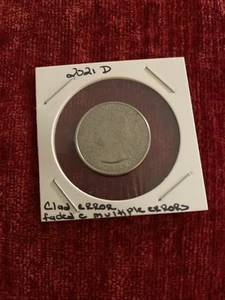 2021 D
Clad error
faded & multiple errors